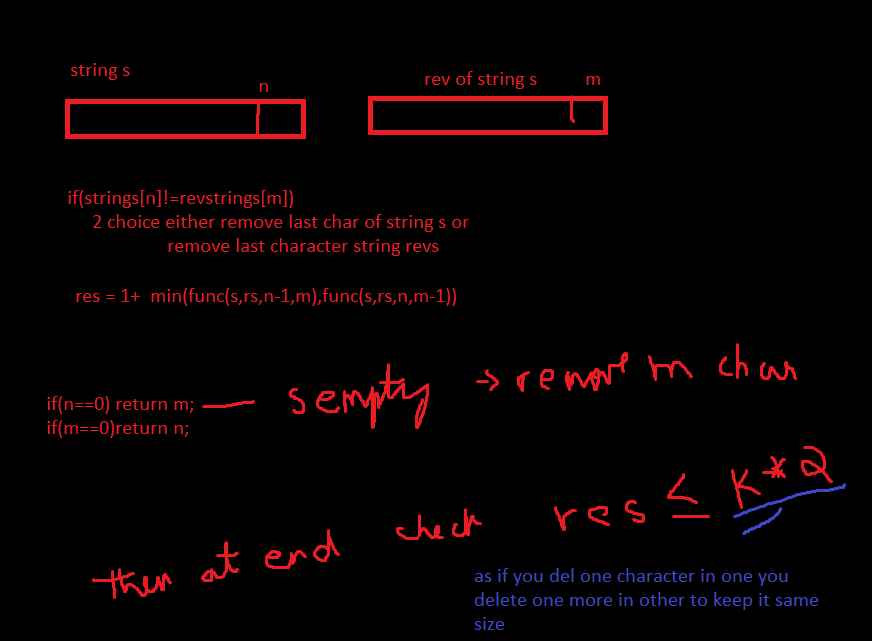 string s
n
rev of string s
m
if(strings[n]!=revstrings[m])
2 choice either remove last char of string s or
remove last character string revs
res = 1+ min(func(s,rs,n-1,m),func(s,rs,n,m-1))
if(n==0) return m; — s empty → remove m char
if(m==0)return n;
then at end check res ≤ K*2
as if you del one character in one you
delete one more in other to keep it same
size